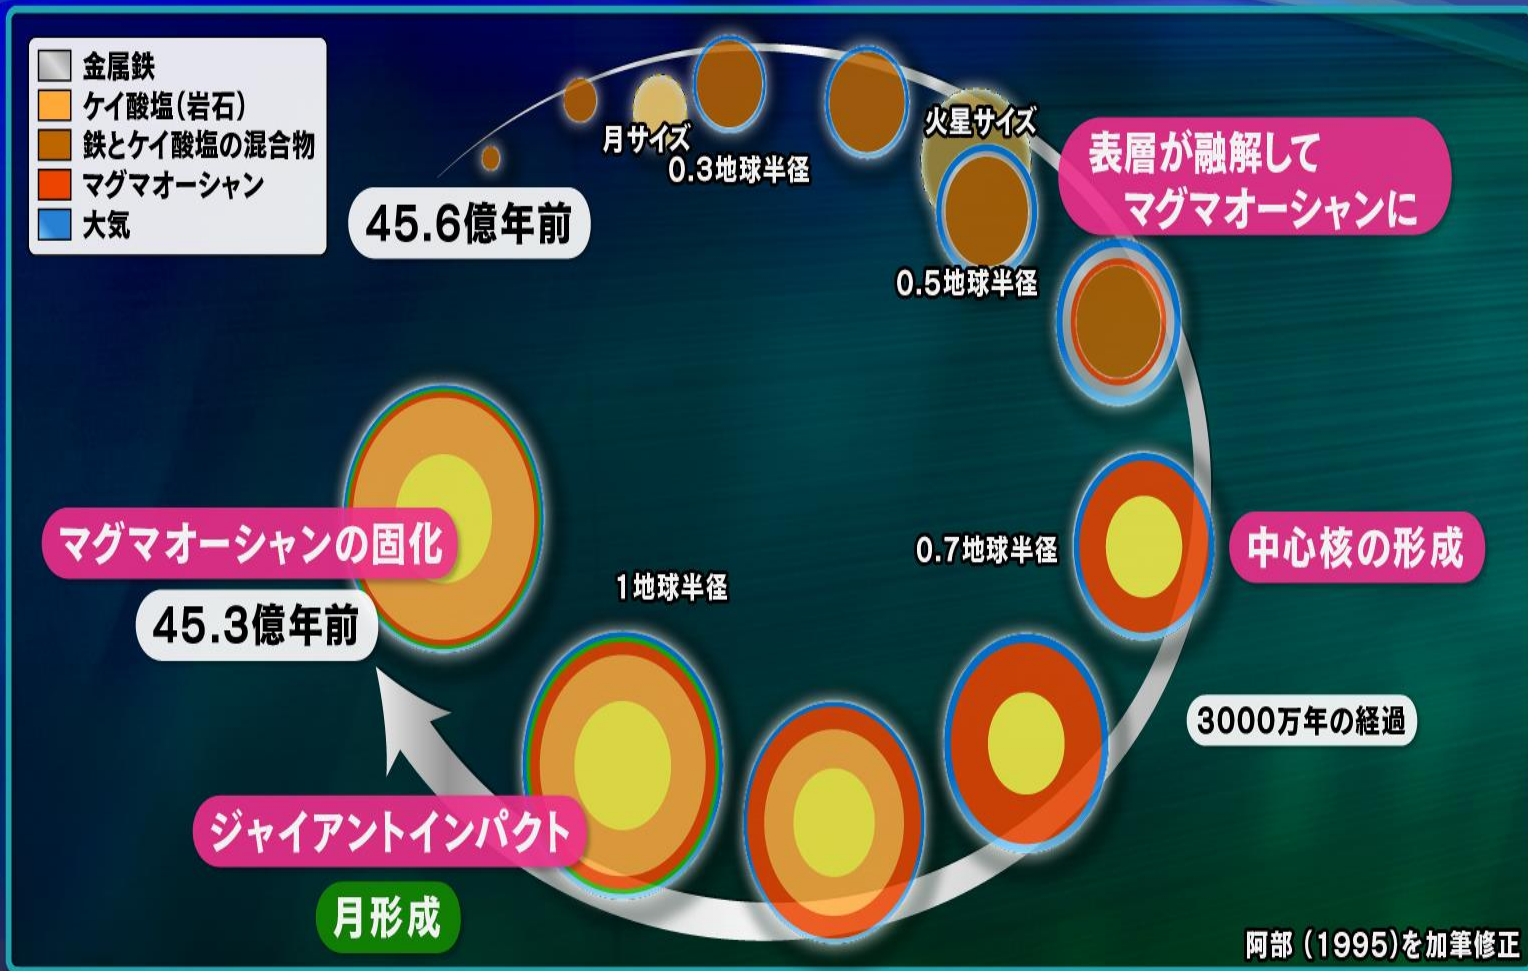 金属鉄
ケイ酸塩(岩石)
鉄とケイ酸塩の混合物
マグマオーシャン
大気
45.6億年前
月サイズ
0.3地球半径
火星サイズ
0.5地球半径
表層が融解して
マグマオーシャンに
0.7地球半径
中心核の形成
3000万年の経過
1地球半径
ジャイアントインパクト
月形成
マグマオーシャンの固化
45.3億年前
阿部 (1995)を加筆修正